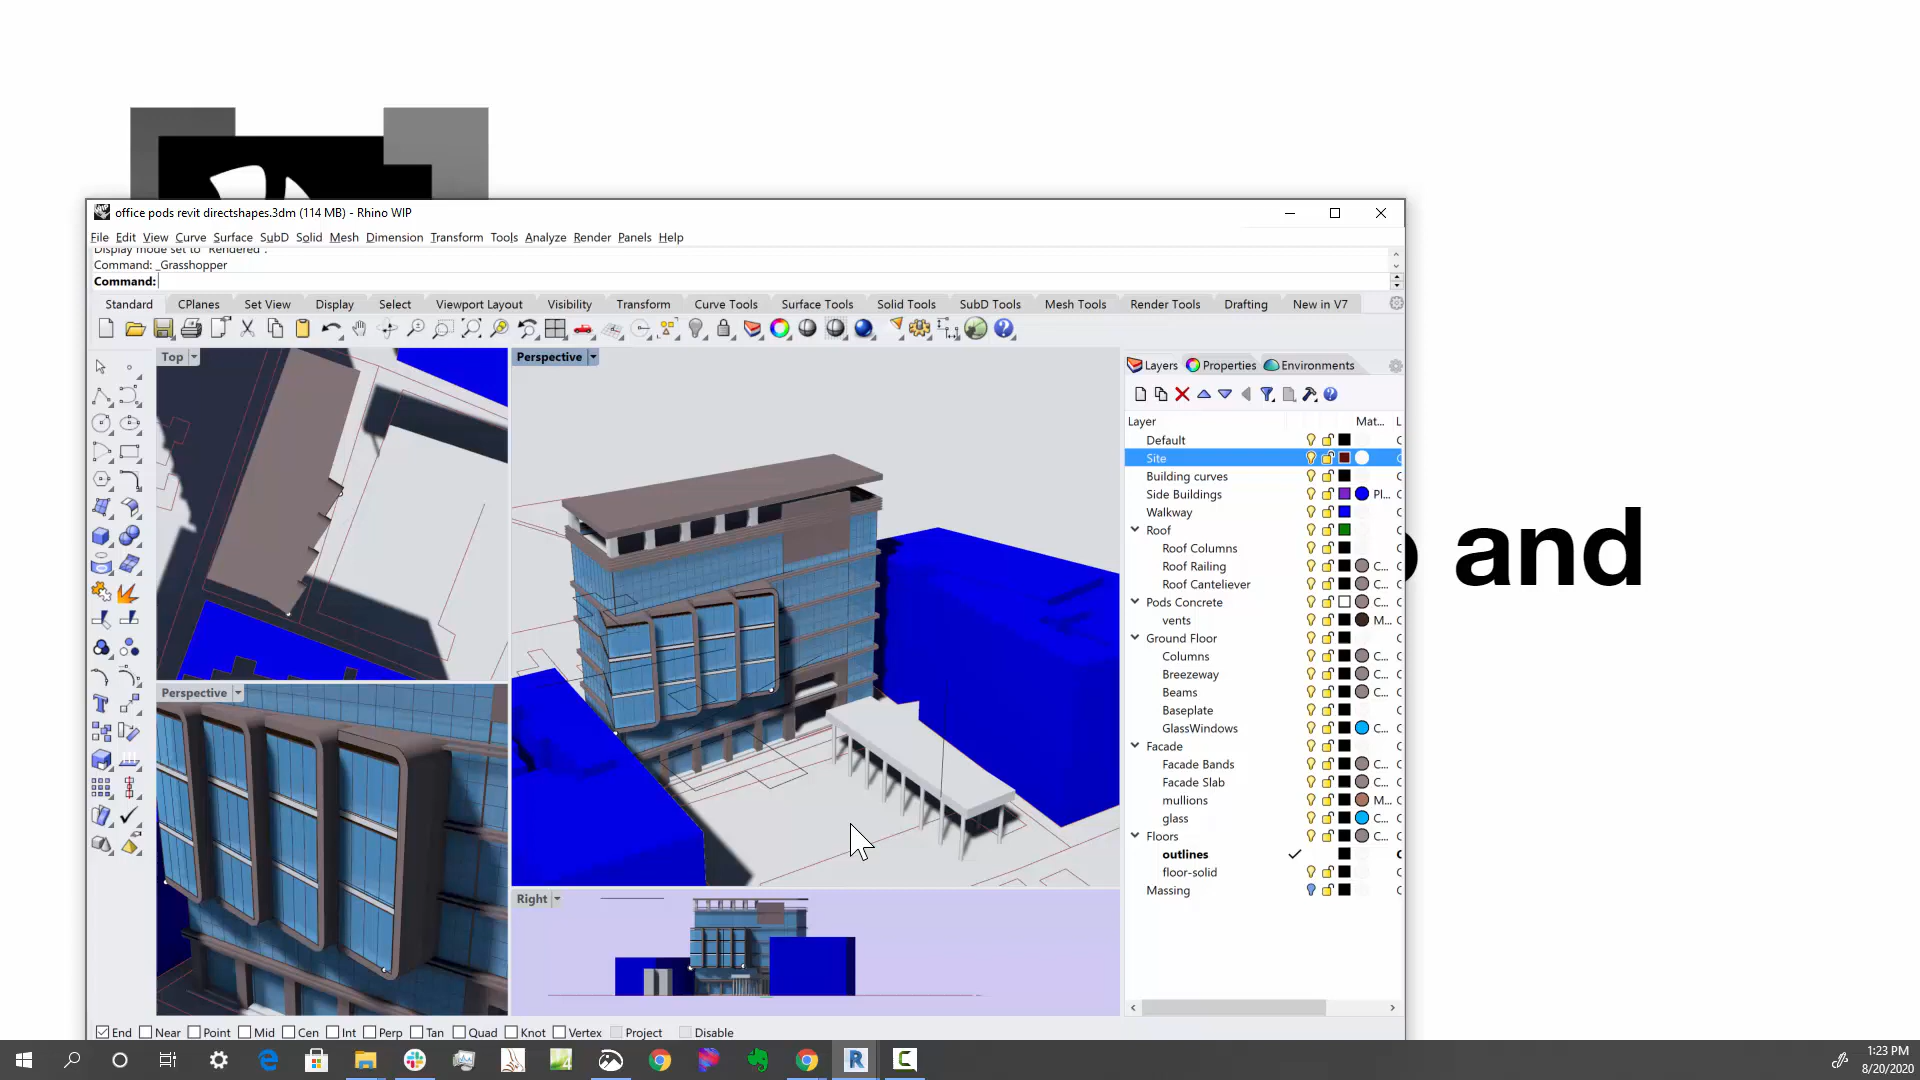 office pods revit directshapes.3dm (114 MB) - Rhino WIP
File Edit View Curve Surface SubD Solid Mesh Dimension Transform Tools Analyze Render Panels Help
Display mode set to "Rendered".
Command: _Grasshopper
Command:
Standard CPlanes Set View Display Select Viewport Layout Visibility Transform Curve Tools Surface Tools Solid Tools SubD Tools Mesh Tools Render Tools Drafting New in V7
Top
Perspective
Layers Properties Environments
Layer Mat... L
Default
Site
Building curves
Side Buildings Pl...
Walkway
Roof
Roof Columns
Roof Railing C...
Roof Canteliever C...
and
Pods Concrete C...
vents M...
Ground Floor
Columns C...
Breezeway C...
Beams C...
Baseplate
GlassWindows C...
Facade
Facade Bands C...
Facade Slab C...
mullions M...
glass C...
Floors C...
outlines
floor-solid
Massing
Perspective
Right
End Near Point Mid Cen Int Perp Tan Quad Knot Vertex Project Disable
1:23 PM
8/20/2020